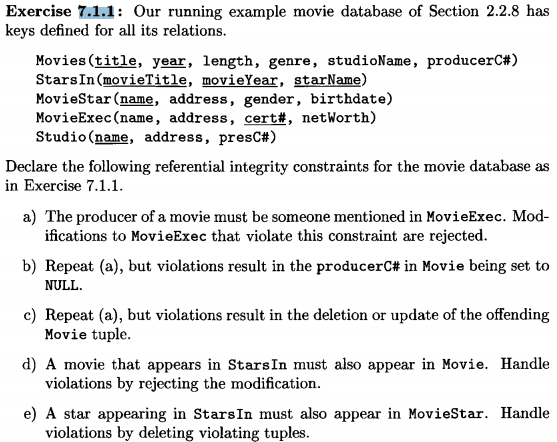 Exercise 7.1.1: Our running example movie database of Section 2.2.8 has
keys defined for all its relations.
Movies(title, year, length, genre, studioName, producerC#)
StarsIn(movieTitle, movieYear, starName)
MovieStar(name, address, gender, birthdate)
MovieExec(name, address, cert#, netWorth)
Studio(name, address, presC#)
Declare the following referential integrity constraints for the movie database as
in Exercise 7.1.1.
a) The producer of a movie must be someone mentioned in MovieExec. Mod-
ifications to MovieExec that violate this constraint are rejected.
b) Repeat (a), but violations result in the producerC# in Movie being set to
NULL.
c) Repeat (a), but violations result in the deletion or update of the offending
Movie tuple.
d) A movie that appears in StarsIn must also appear in Movie. Handle
violations by rejecting the modification.
e) A star appearing in StarsIn must also appear in MovieStar. Handle
violations by deleting violating tuples.